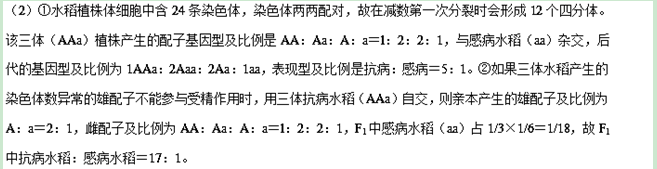 （2）①水稻植株体细胞中含 24 条染色体，染色体两两配对，故在减数第一次分裂时会形成 12 个四分体。
该三体（AAa）植株产生的配子基因型及比例是 AA：Aa：A：a＝1：2：2：1，与感病水稻（aa）杂交，后
代的基因型及比例为 1AAa：2Aaa：2Aa：1aa，表现型及比例是抗病：感病＝5：1。②如果三体水稻产生的
染色体数异常的雄配子不能参与受精作用时，用三体抗病水稻（AAa）自交，则亲本产生的雄配子及比例为
A：a＝2：1，雌配子及比例为 AA：Aa：A：a＝1：2：2：1，F₁中感病水稻（aa）占 1/3×1/6＝1/18，故 F₁
中抗病水稻：感病水稻＝17：1。